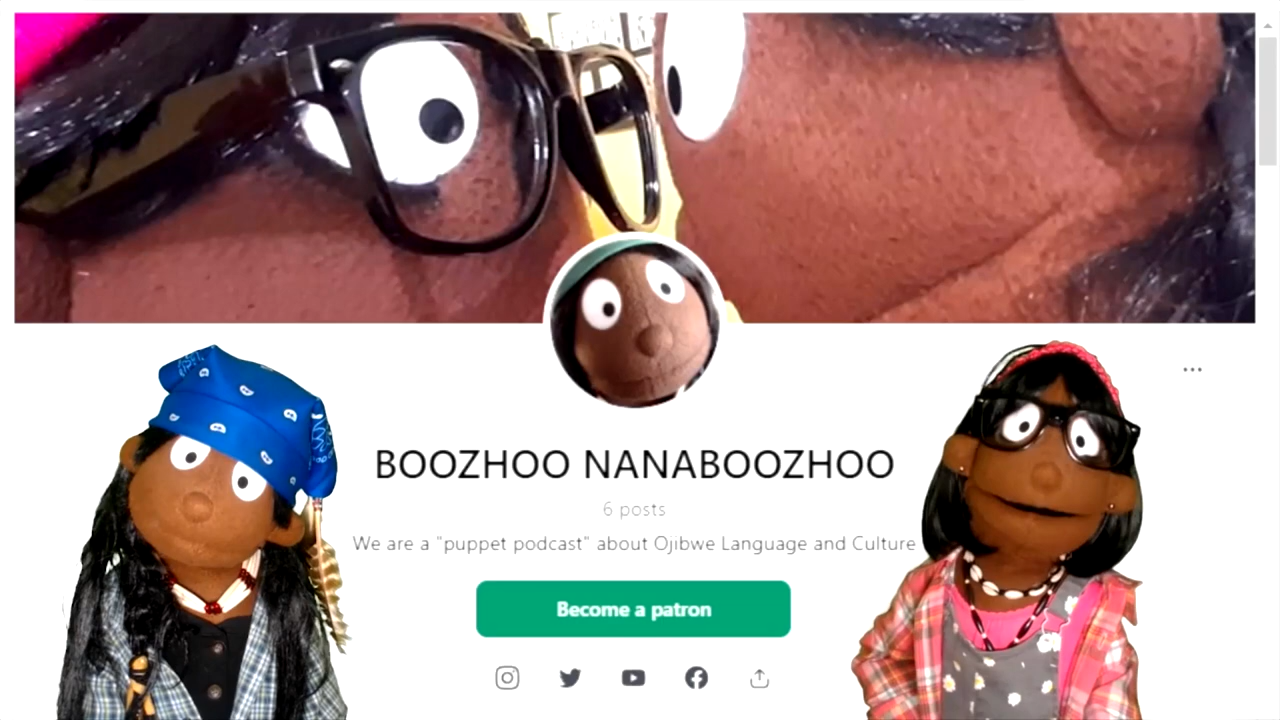 BOOZHOO NANABOOZHOO
6 posts
We are a "puppet podcast" about Ojibwe Language and Culture
Become a patron